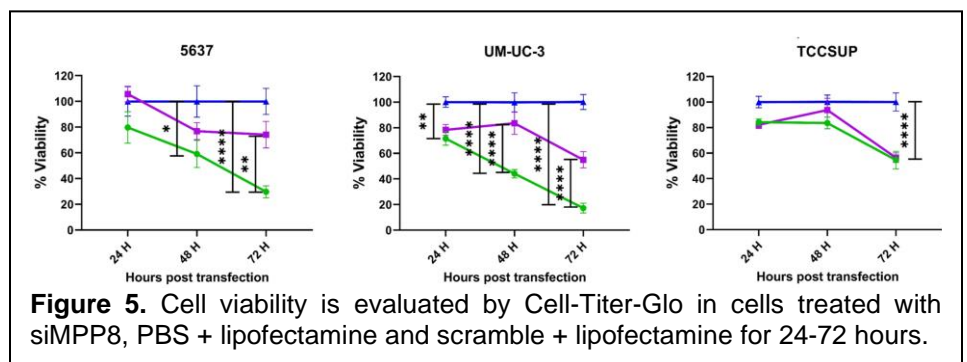 5637
UM-UC-3
TCCSUP
120
100
80
60
40
20
0
% Viability
*
****
**
24 H
48 H
72 H
Hours post transfection
120
100
80
60
40
20
0
% Viability
**
****
****
****
****
24 H
48 H
72 H
Hours post transfection
120
100
80
60
40
20
0
% Viability
****
24 H
48 H
72 H
Hours post transfection
Figure 5. Cell viability is evaluated by Cell-Titer-Glo in cells treated with
siMPP8, PBS + lipofectamine and scramble + lipofectamine for 24-72 hours.